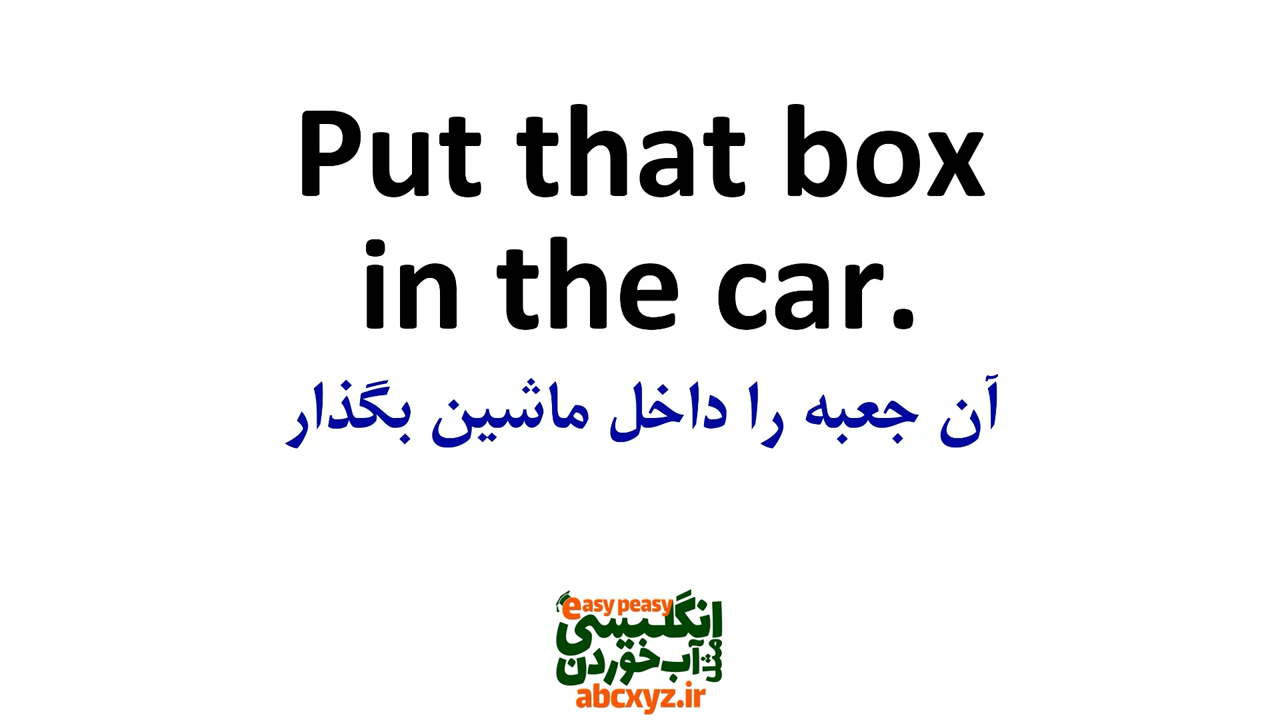 Put that box
in the car.
آن جعبه را داخل ماشین بگذار
easy peasy
انگلیسی
مثل آب خوردن
abcxyz.ir